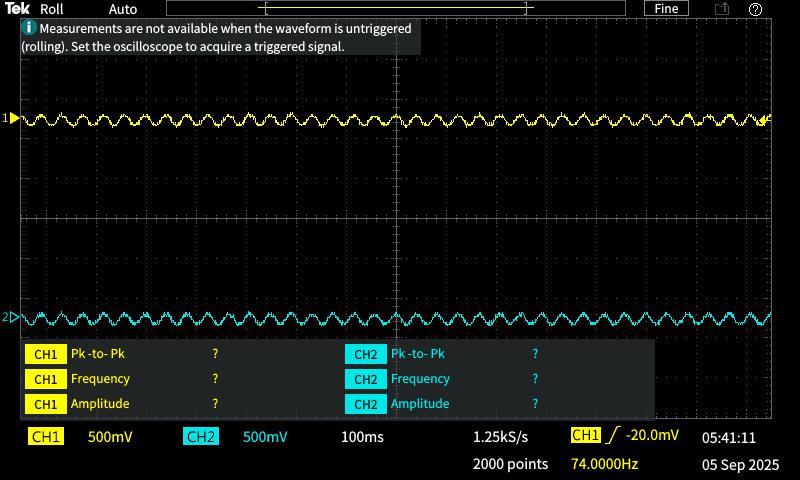 Tek Roll Auto Fine
Measurements are not available when the waveform is untriggered
(rolling). Set the oscilloscope to acquire a triggered signal.
1
2
CH1 Pk -to- Pk ? CH2 Pk -to- Pk ?
CH1 Frequency ? CH2 Frequency ?
CH1 Amplitude ? CH2 Amplitude ?
CH1 500mV CH2 500mV 100ms 1.25kS/s CH1 -20.0mV 05:41:11
2000 points 74.0000Hz 05 Sep 2025